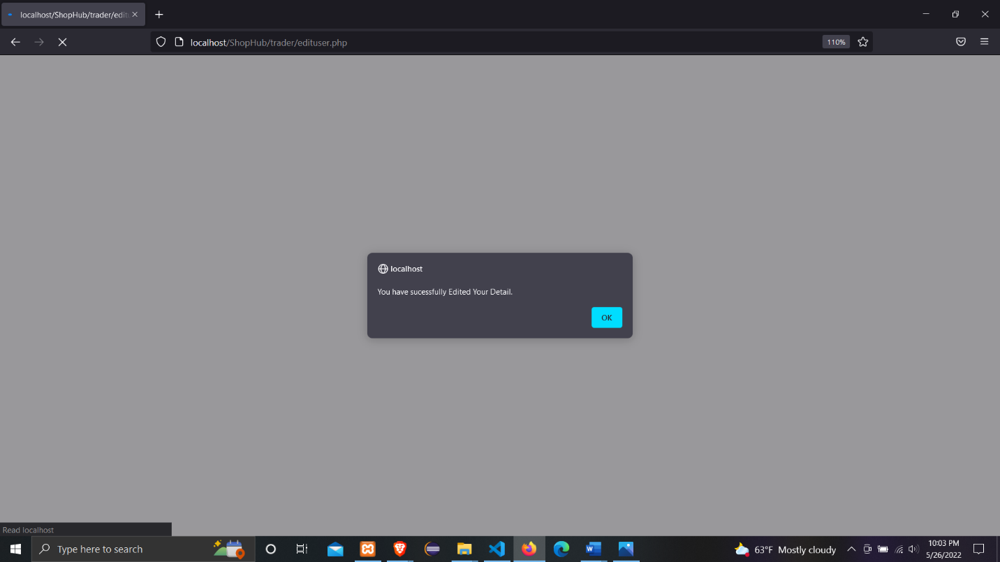 localhost/ShopHub/trader/edit
localhost/ShopHub/trader/edituser.php
110%
localhost
You have sucessfully Edited Your Detail.
OK
Read localhost
Type here to search
63°F Mostly cloudy
10:03 PM
5/26/2022